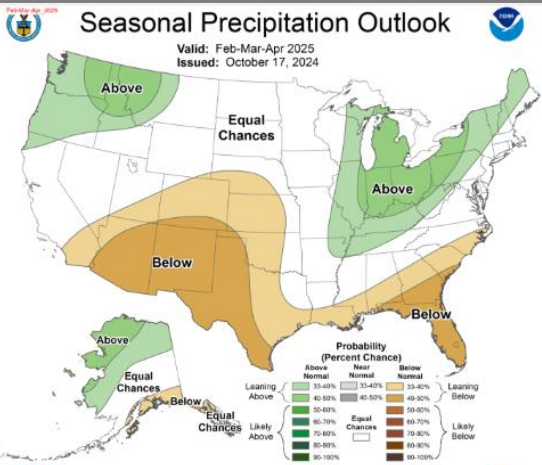 Feb-Mar-Apr 2025
Seasonal Precipitation Outlook
Valid: Feb-Mar-Apr 2025
Issued: October 17, 2024
Above
Equal
Chances
Above
Below
Below
Above
Equal
Chances
Below
Equal
Chances
Probability
(Percent Chance)
Above
Normal
Near
Normal
Below
Normal
Leaning
Above
33-40%
40-50%
33-40%
40-50%
33-40%
40-50%
Leaning
Below
Likely
Above
50-60%
60-70%
70-80%
80-90%
90-100%
Equal
Chances
50-60%
60-70%
70-80%
80-90%
90-100%
Likely
Below